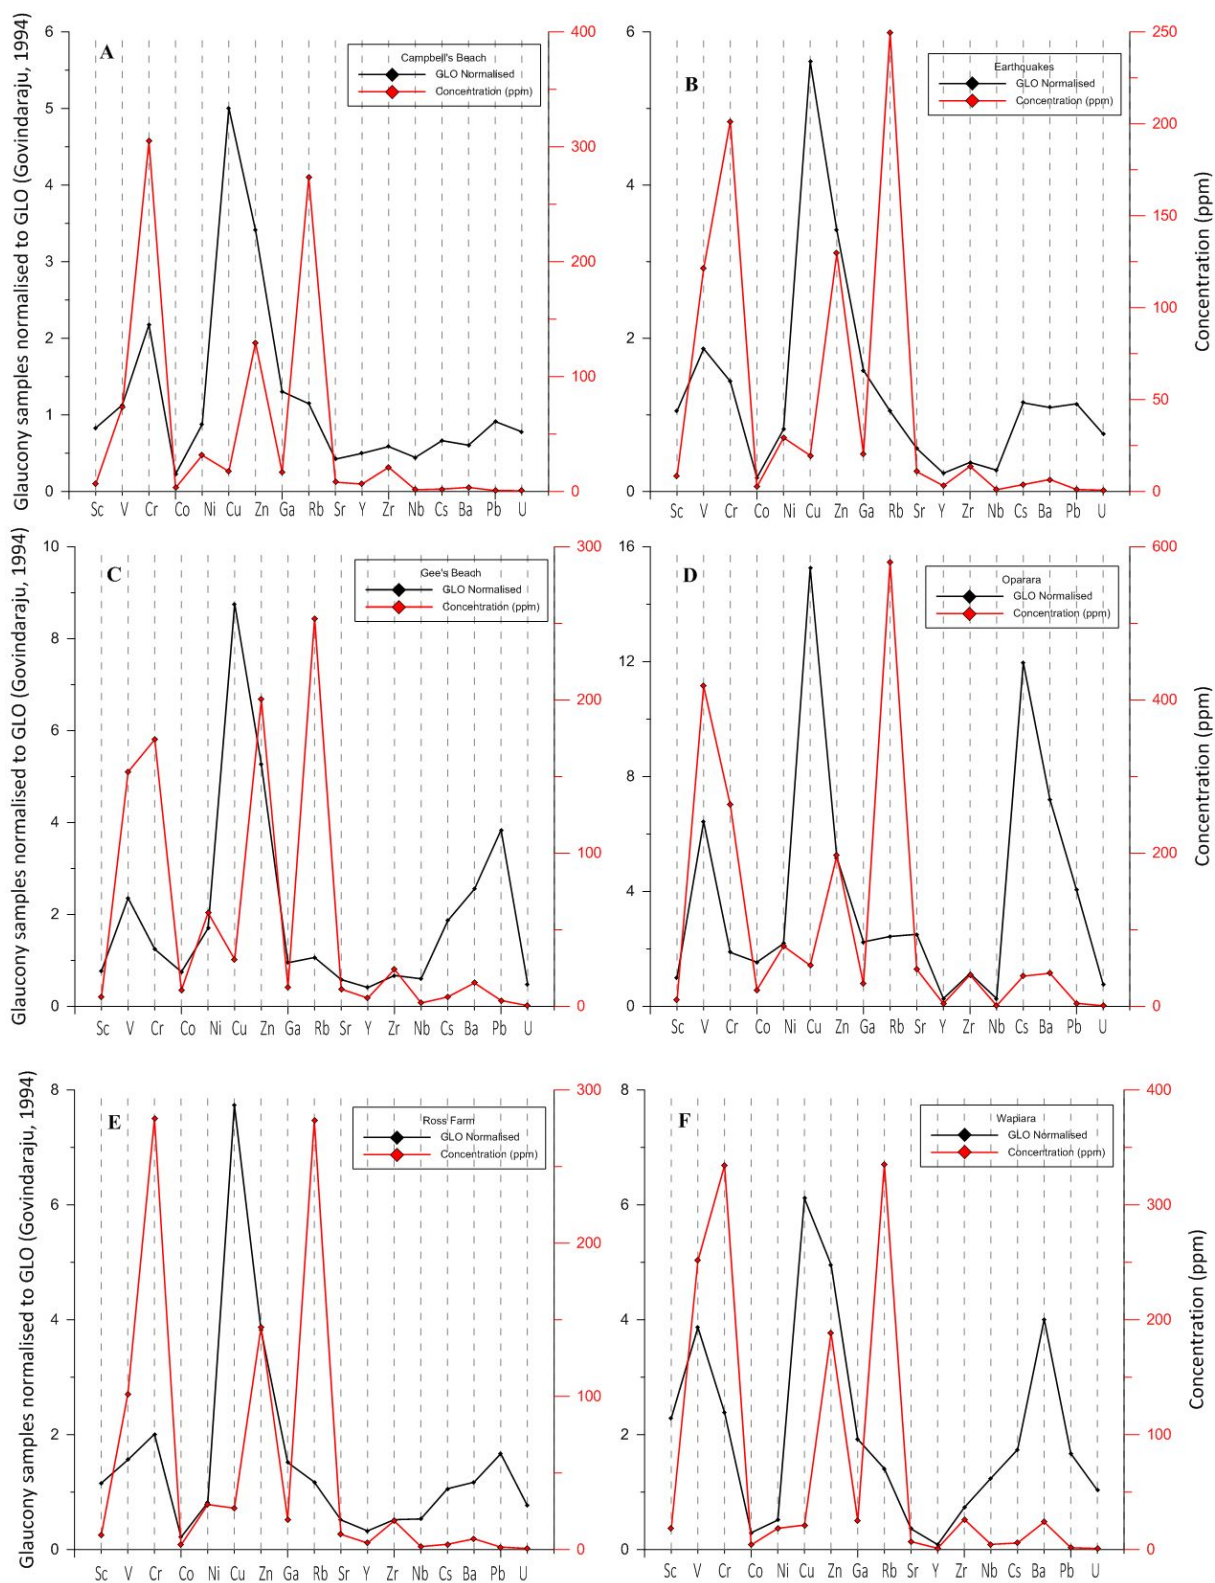 Glaucony samples normalised to GLO (Govindaraju, 1994)
A
Campbell's Beach
GLO Normalised
Concentration (ppm)
6
5
4
3
2
1
0
400
300
200
100
0
Sc V Cr Co Ni Cu Zn Ga Rb Sr Y Zr Nb Cs Ba Pb U
B
Earthquakes
GLO Normalised
Concentration (ppm)
6
4
2
0
250
200
150
100
50
0
Sc V Cr Co Ni Cu Zn Ga Rb Sr Y Zr Nb Cs Ba Pb U
Concentration (ppm)
Glaucony samples normalised to GLO (Govindaraju, 1994)
C
Gee's Beach
GLO Normalised
Concentration (ppm)
10
8
6
4
2
0
300
200
100
0
Sc V Cr Co Ni Cu Zn Ga Rb Sr Y Zr Nb Cs Ba Pb U
D
Oparara
GLO Normalised
Concentration (ppm)
16
12
8
4
0
600
400
200
0
Sc V Cr Co Ni Cu Zn Ga Rb Sr Y Zr Nb Cs Ba Pb U
Concentration (ppm)
Glaucony samples normalised to GLO (Govindaraju, 1994)
E
Ross Farm
GLO Normalised
Concentration (ppm)
8
6
4
2
0
300
200
100
0
Sc V Cr Co Ni Cu Zn Ga Rb Sr Y Zr Nb Cs Ba Pb U
F
Wapiara
GLO Normalised
Concentration (ppm)
8
6
4
2
0
400
300
200
100
0
Sc V Cr Co Ni Cu Zn Ga Rb Sr Y Zr Nb Cs Ba Pb U
Concentration (ppm)